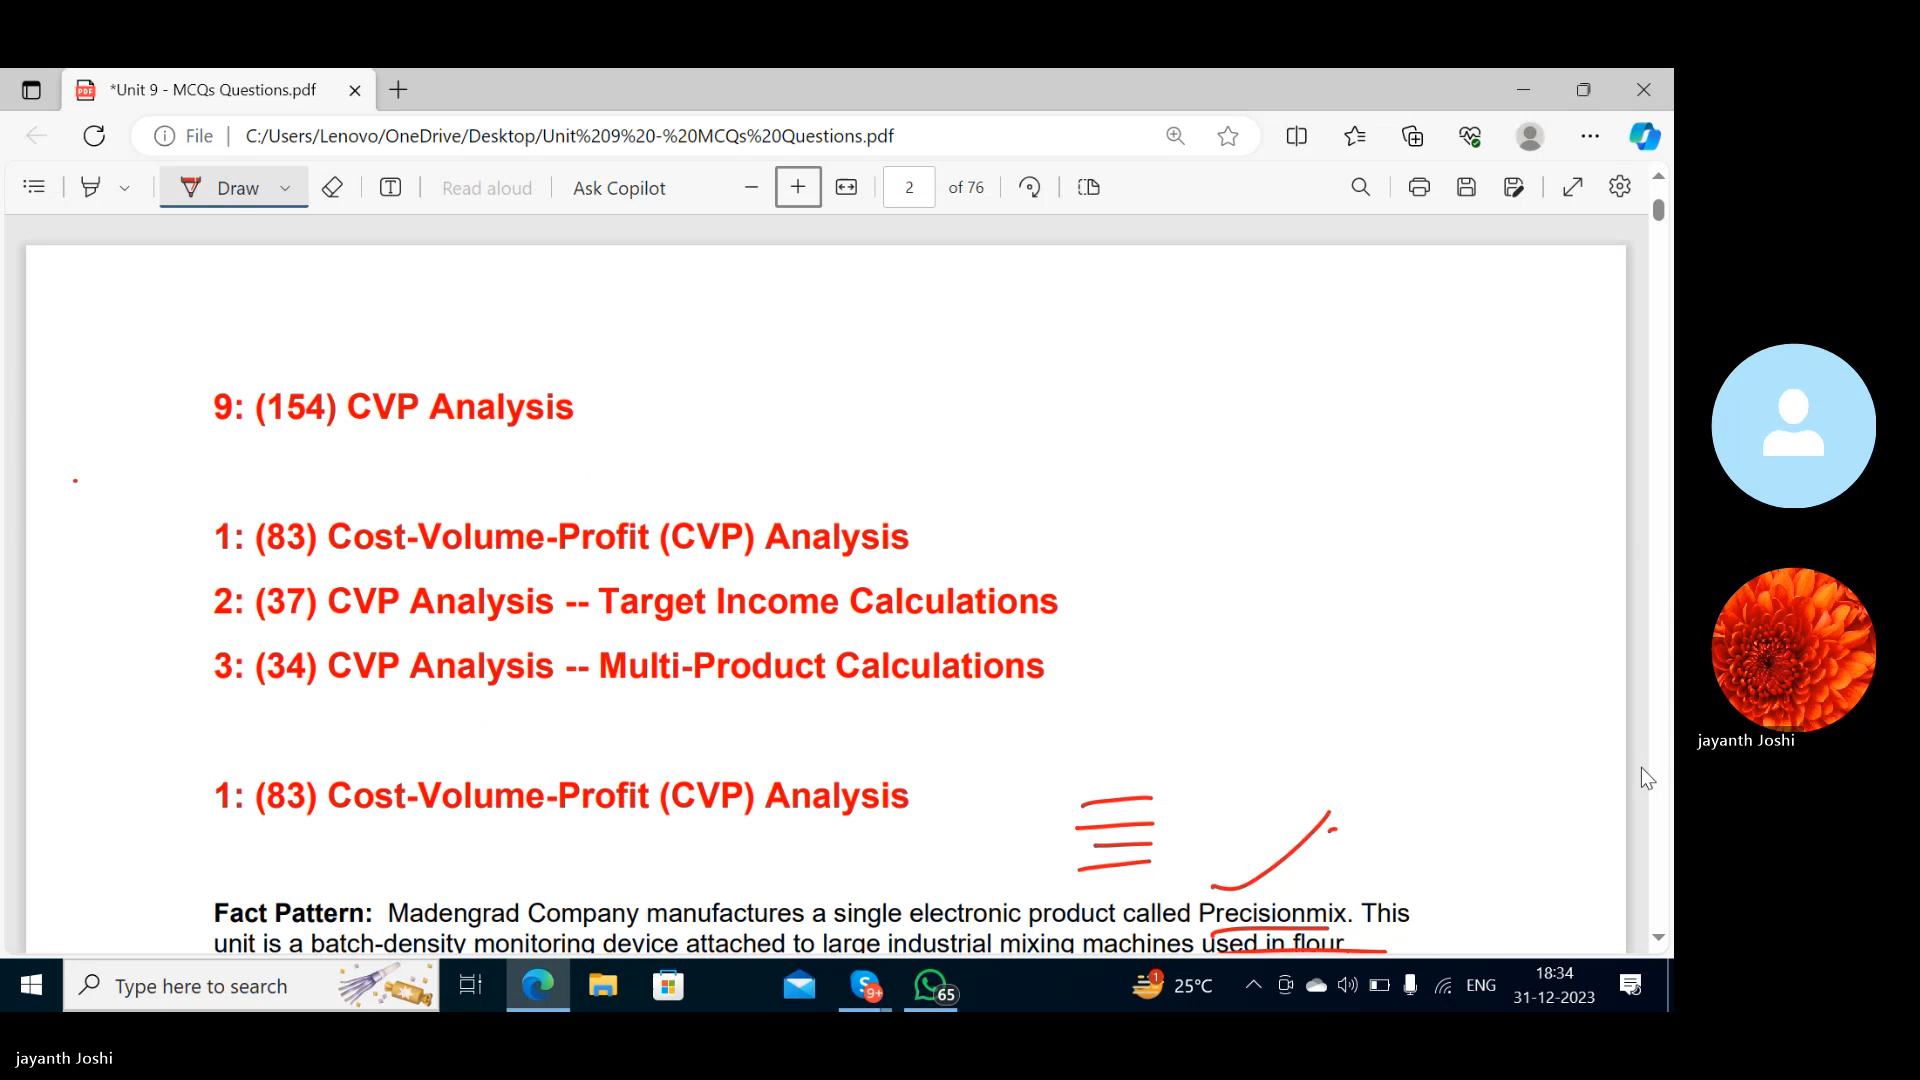 *Unit 9 - MCQs Questions.pdf
File
C:/Users/Lenovo/OneDrive/Desktop/Unit%209%20-%20MCQs%20Questions.pdf
Draw
Read aloud
Ask Copilot
2
of 76
9: (154) CVP Analysis
1: (83) Cost-Volume-Profit (CVP) Analysis
2: (37) CVP Analysis -- Target Income Calculations
3: (34) CVP Analysis -- Multi-Product Calculations
1: (83) Cost-Volume-Profit (CVP) Analysis
Fact Pattern: Madengrad Company manufactures a single electronic product called Precisionmix. This
unit is a batch-density monitoring device attached to large industrial mixing machines used in flour,
jayanth Joshi
Type here to search
9+
65
1
25°C
ENG
18:34
31-12-2023
jayanth Joshi